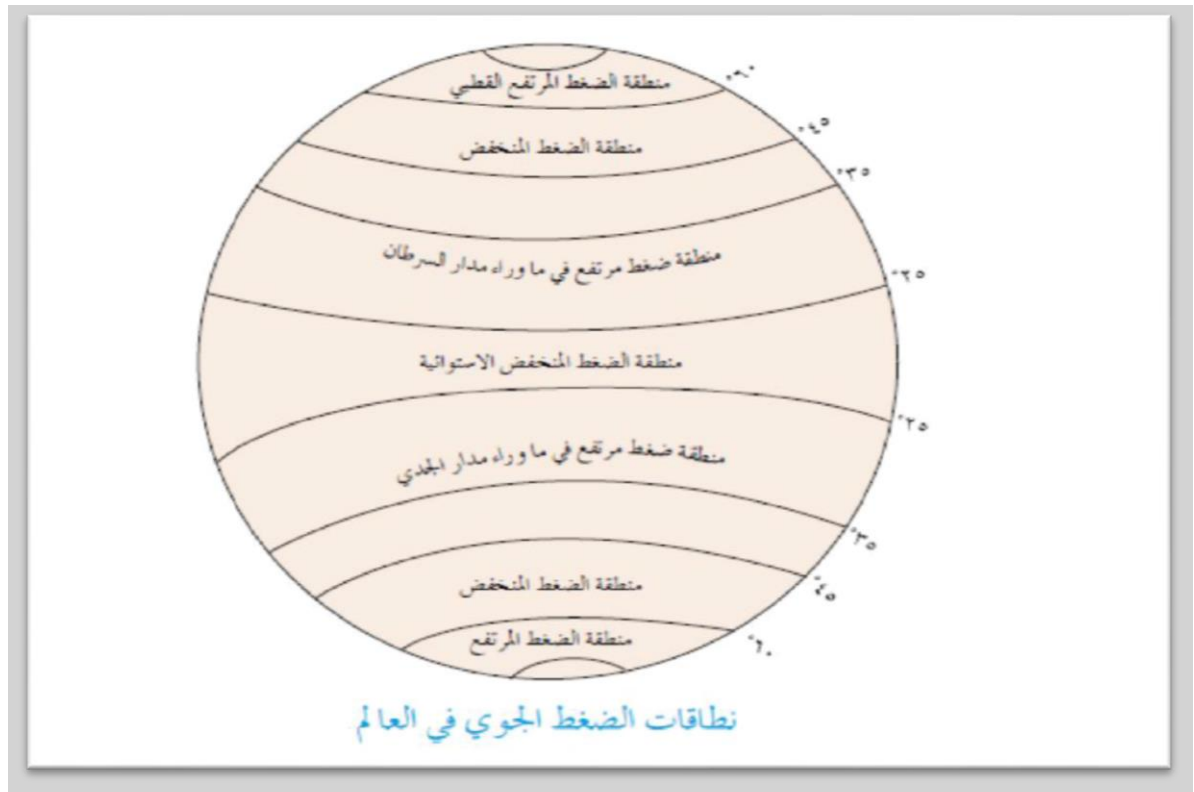 منطقة الضغط المرتفع القطبي
٦٠°
منطقة الضغط المنخفض
٤٥°
٣٥°
منطقة ضغط مرتفع في ما وراء مدار السرطان
٢٥°
منطقة الضغط المنخفض الاستوائية
٢٥°
منطقة ضغط مرتفع في ما وراء مدار الجدي
٣٥°
٤٥°
منطقة الضغط المنخفض
٦٠°
منطقة الضغط المرتفع
نطاقات الضغط الجوي في العالم